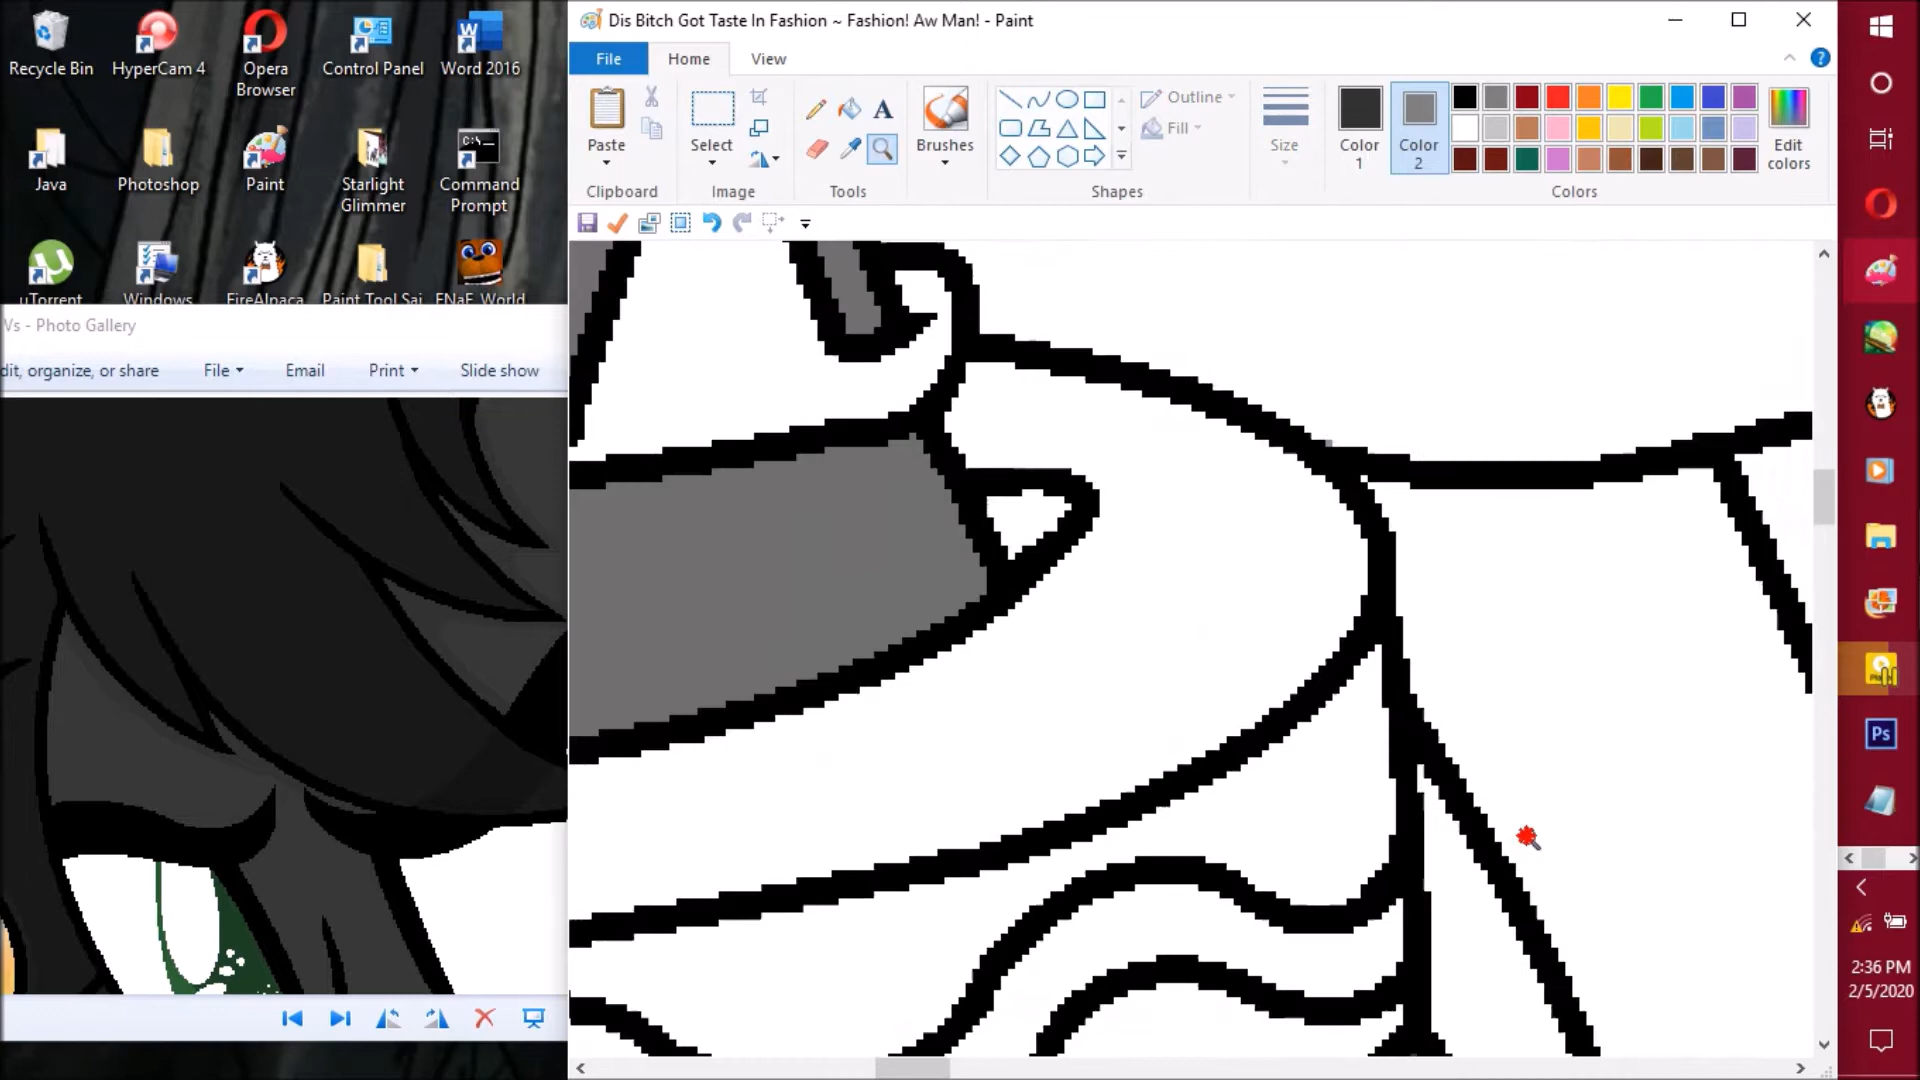 Recycle Bin
HyperCam 4
Opera
Browser
Control Panel
Word 2016
Java
Photoshop
Paint
Starlight
Glimmer
Command
Prompt
uTorrent
Windows
FireAlpaca
Paint Tool Sai
FNaF World
Vs - Photo Gallery
dit, organize, or share
File
Email
Print
Slide show
Dis Bitch Got Taste In Fashion ~ Fashion! Aw Man! - Paint
File
Home
View
Paste
Select
Brushes
Outline
Fill
Size
Color
1
Color
2
Edit
colors
Clipboard
Image
Tools
Shapes
Colors
Ps
2:36 PM
2/5/2020